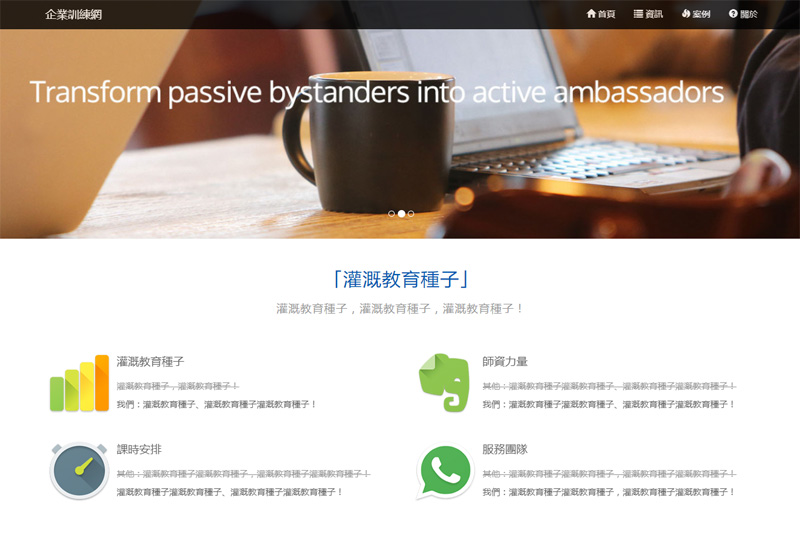 企業訓練網
首頁 資訊 案例 關於
Transform passive bystanders into active ambassadors
「灌溉教育種子」
灌溉教育種子，灌溉教育種子，灌溉教育種子！
灌溉教育種子
灌溉教育種子，灌溉教育種子！
我們：灌溉教育種子、灌溉教育種子灌溉教育種子！
師資力量
其他：灌溉教育種子灌溉教育種子、灌溉教育種子灌溉教育種子！
我們：灌溉教育種子灌溉教育種子、灌溉教育種子灌溉教育種子！
課時安排
其他：灌溉教育種子灌溉教育種子，灌溉教育種子灌溉教育種子！
灌溉教育種子灌溉教育種子、灌溉教育種子灌溉教育種子！
服務團隊
其他：灌溉教育種子灌溉教育種子，灌溉教育種子灌溉教育種子！
我們：灌溉教育種子灌溉教育種子，灌溉教育種子灌溉教育種子！